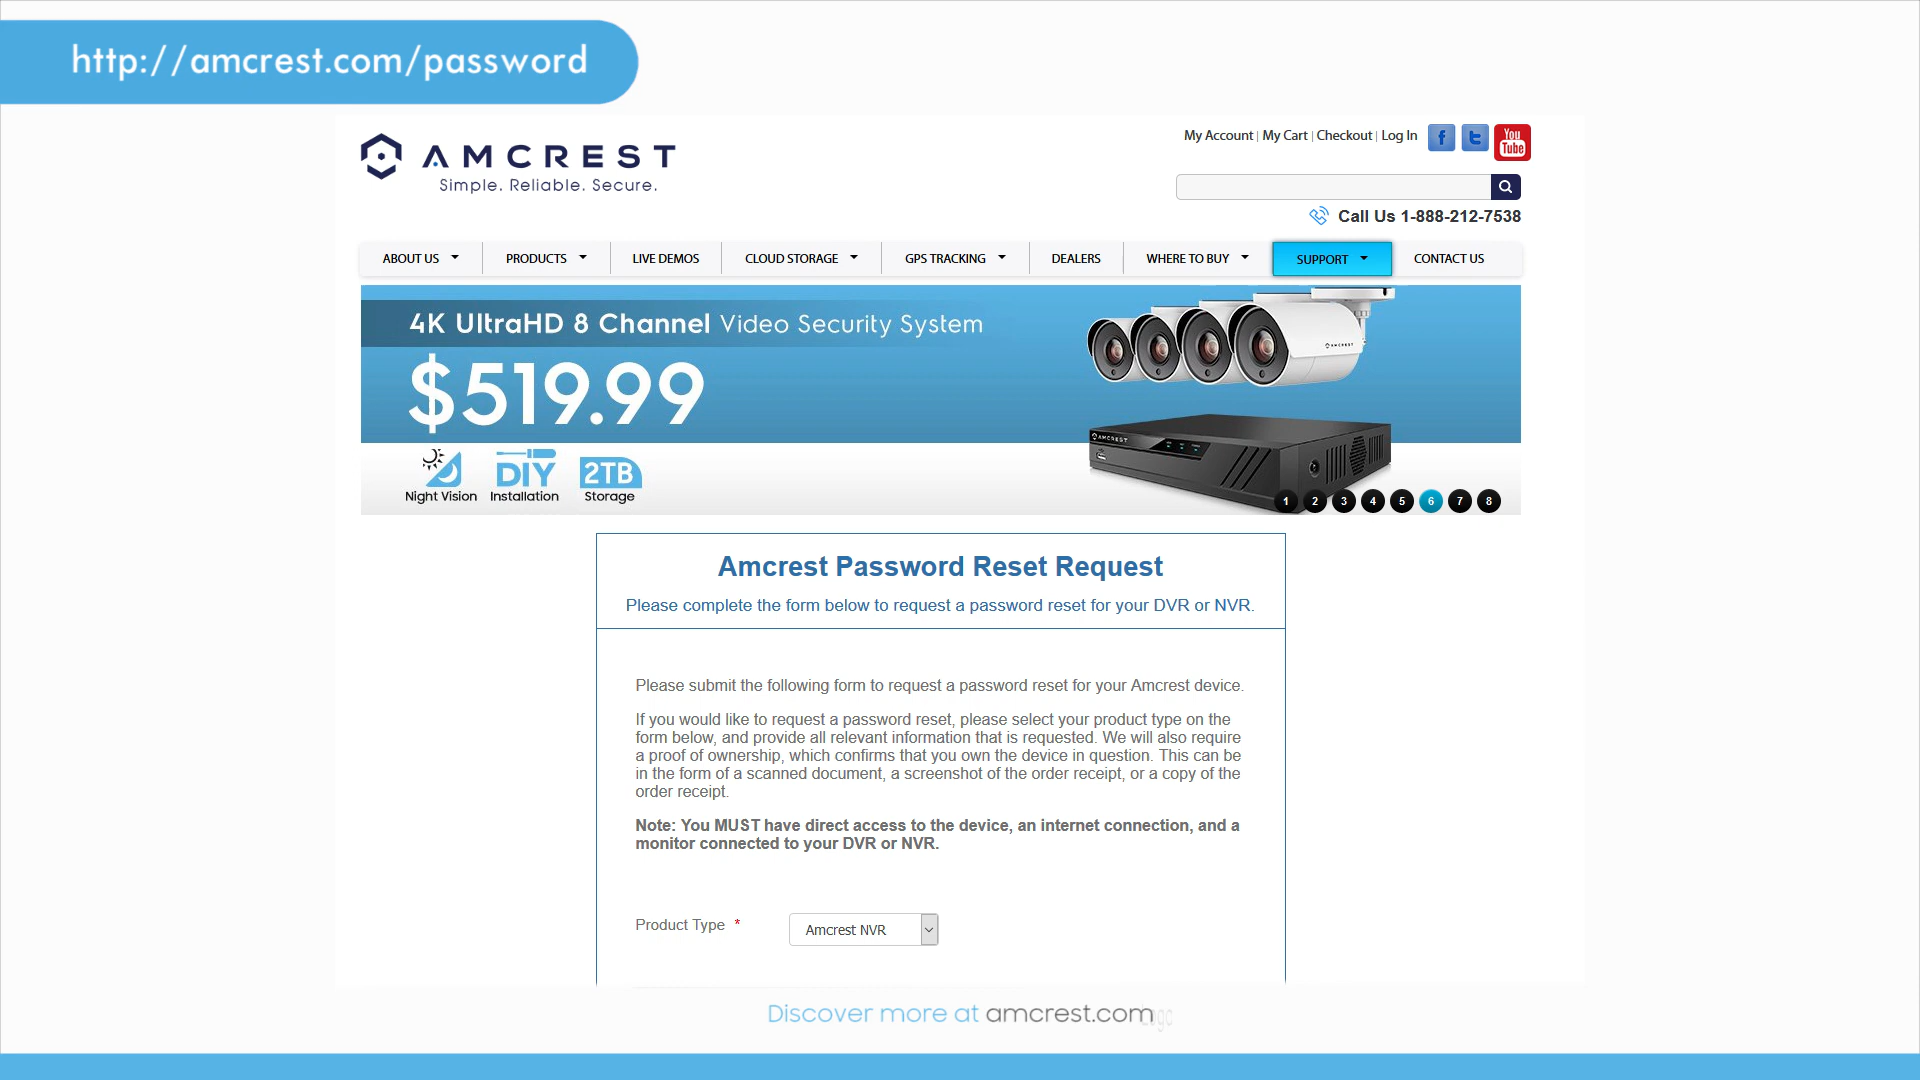 http://amcrest.com/password
AMCREST
Simple. Reliable. Secure.
My Account | My Cart | Checkout | Log In
f
t
You
Tube
Call Us 1-888-212-7538
ABOUT US
PRODUCTS
LIVE DEMOS
CLOUD STORAGE
GPS TRACKING
DEALERS
WHERE TO BUY
SUPPORT
CONTACT US
4K UltraHD 8 Channel Video Security System
$519.99
AMCREST
AMCREST
DIY
2TB
Night Vision
Installation
Storage
1 2 3 4 5 6 7 8
Amcrest Password Reset Request
Please complete the form below to request a password reset for your DVR or NVR.
Please submit the following form to request a password reset for your Amcrest device.
If you would like to request a password reset, please select your product type on the
form below, and provide all relevant information that is requested. We will also require
a proof of ownership, which confirms that you own the device in question. This can be
in the form of a scanned document, a screenshot of the order receipt, or a copy of the
order receipt.
Note: You MUST have direct access to the device, an internet connection, and a
monitor connected to your DVR or NVR.
Product Type *
Amcrest NVR
Discover more at amcrest.com